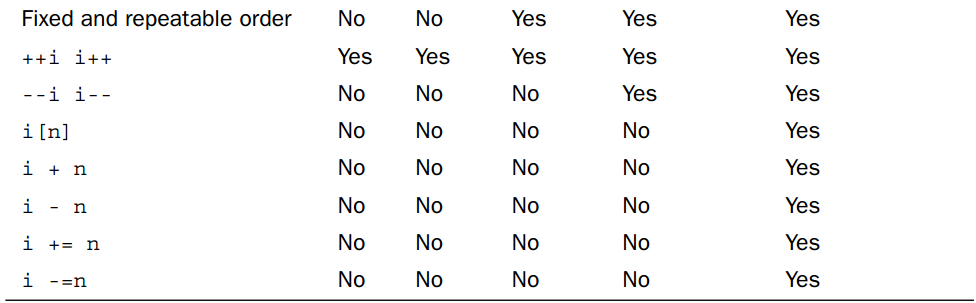 Fixed and repeatable order No No Yes Yes Yes
++i i++ Yes Yes Yes Yes Yes
--i i-- No No No Yes Yes
i[n] No No No No Yes
i + n No No No No Yes
i - n No No No No Yes
i += n No No No No Yes
i -=n No No No No Yes